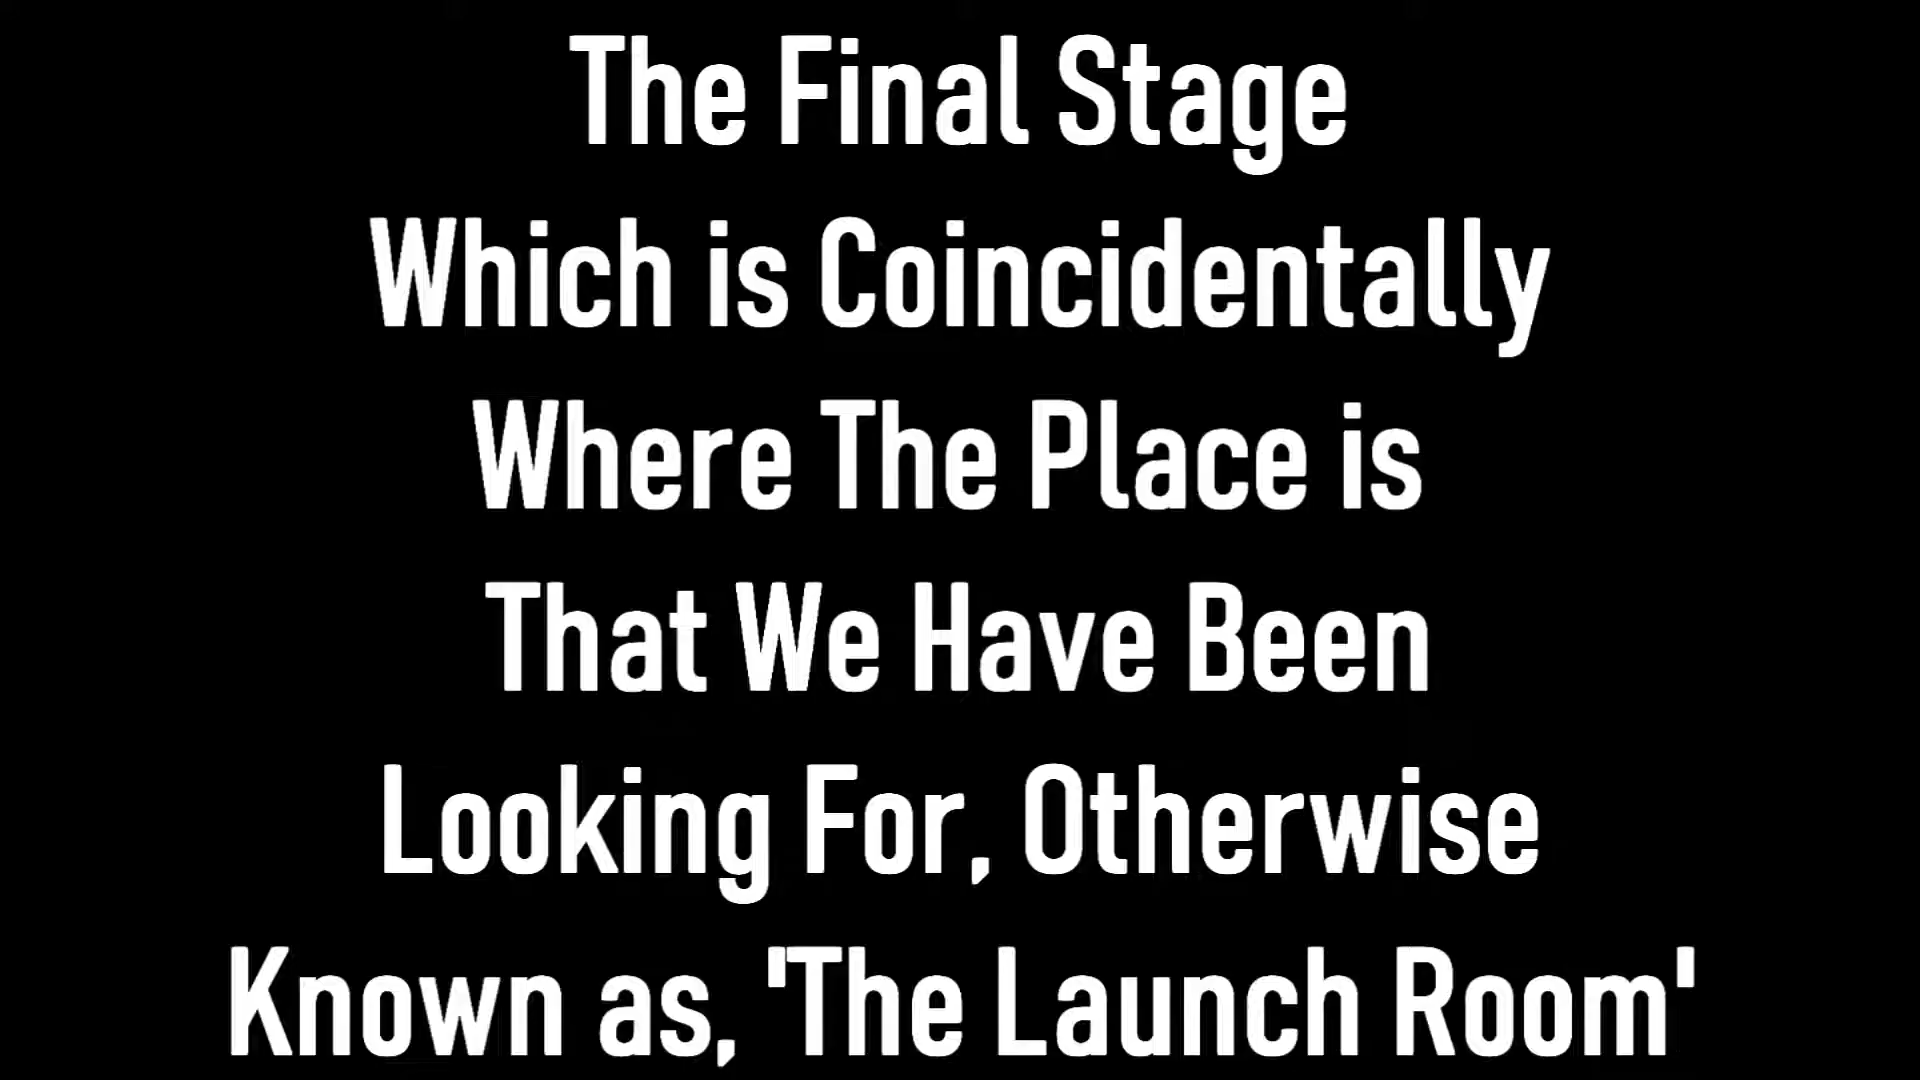 The Final Stage
Which is Coincidentally
Where The Place is
That We Have Been
Looking For, Otherwise
Known as, 'The Launch Room'